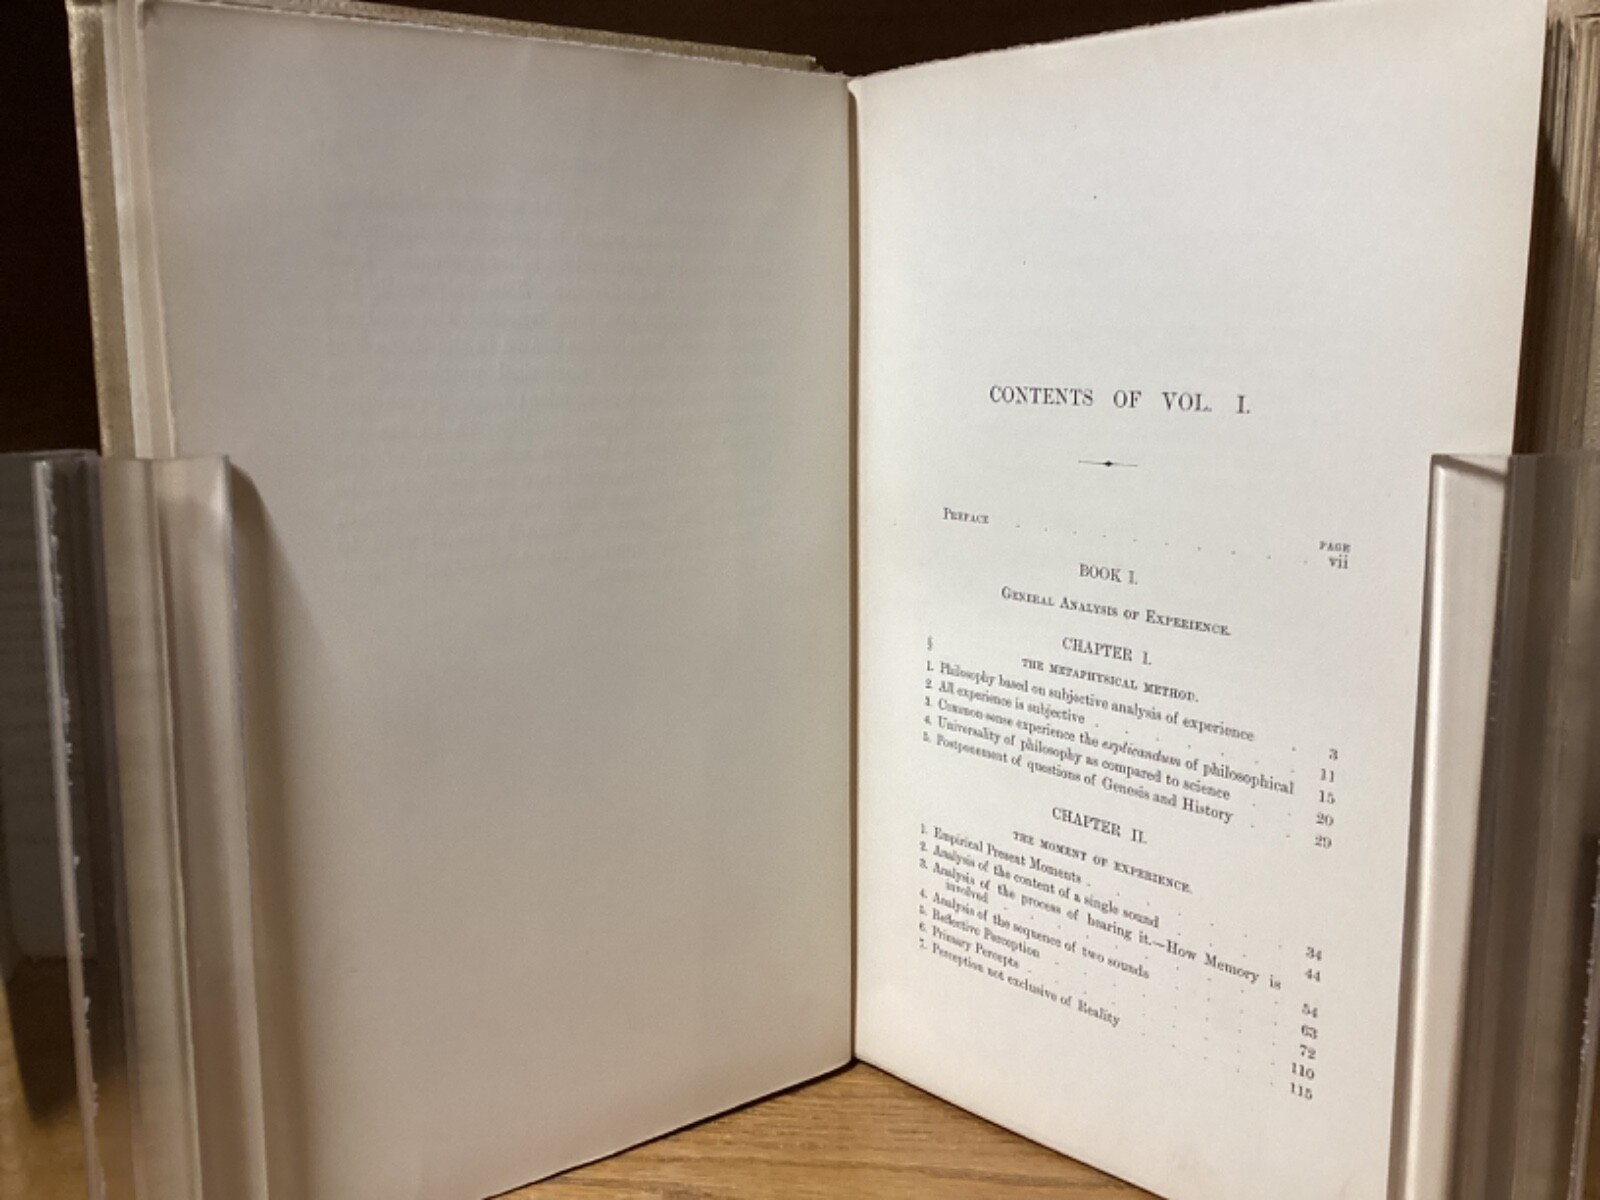 CONTENTS OF VOL. I.
PAGE
PREFACE . . . . . . . . . vii
BOOK I.
GENERAL ANALYSIS OF EXPERIENCE.
CHAPTER I.
§
THE METAPHYSICAL METHOD.
1. Philosophy based on subjective analysis of experience . 3
2. All experience is subjective . . . . . . 11
3. Common-sense experience the explicandum of philosophical 15
4. Universality of philosophy as compared to science . . 20
5. Postponement of questions of Genesis and History . . 29
CHAPTER II.
THE MOMENT OF EXPERIENCE.
1. Empirical Present Moments . . . . . . 34
2. Analysis of the content of a single sound . . . . 44
3. Analysis of the process of hearing it.—How Memory is
involved . . . . . . . . 54
4. Analysis of the sequence of two sounds . . . . 63
5. Reflective Perception . . . . . . . 72
6. Primary Percepts . . . . . . . 110
7. Perception not exclusive of Reality . . . . . 115